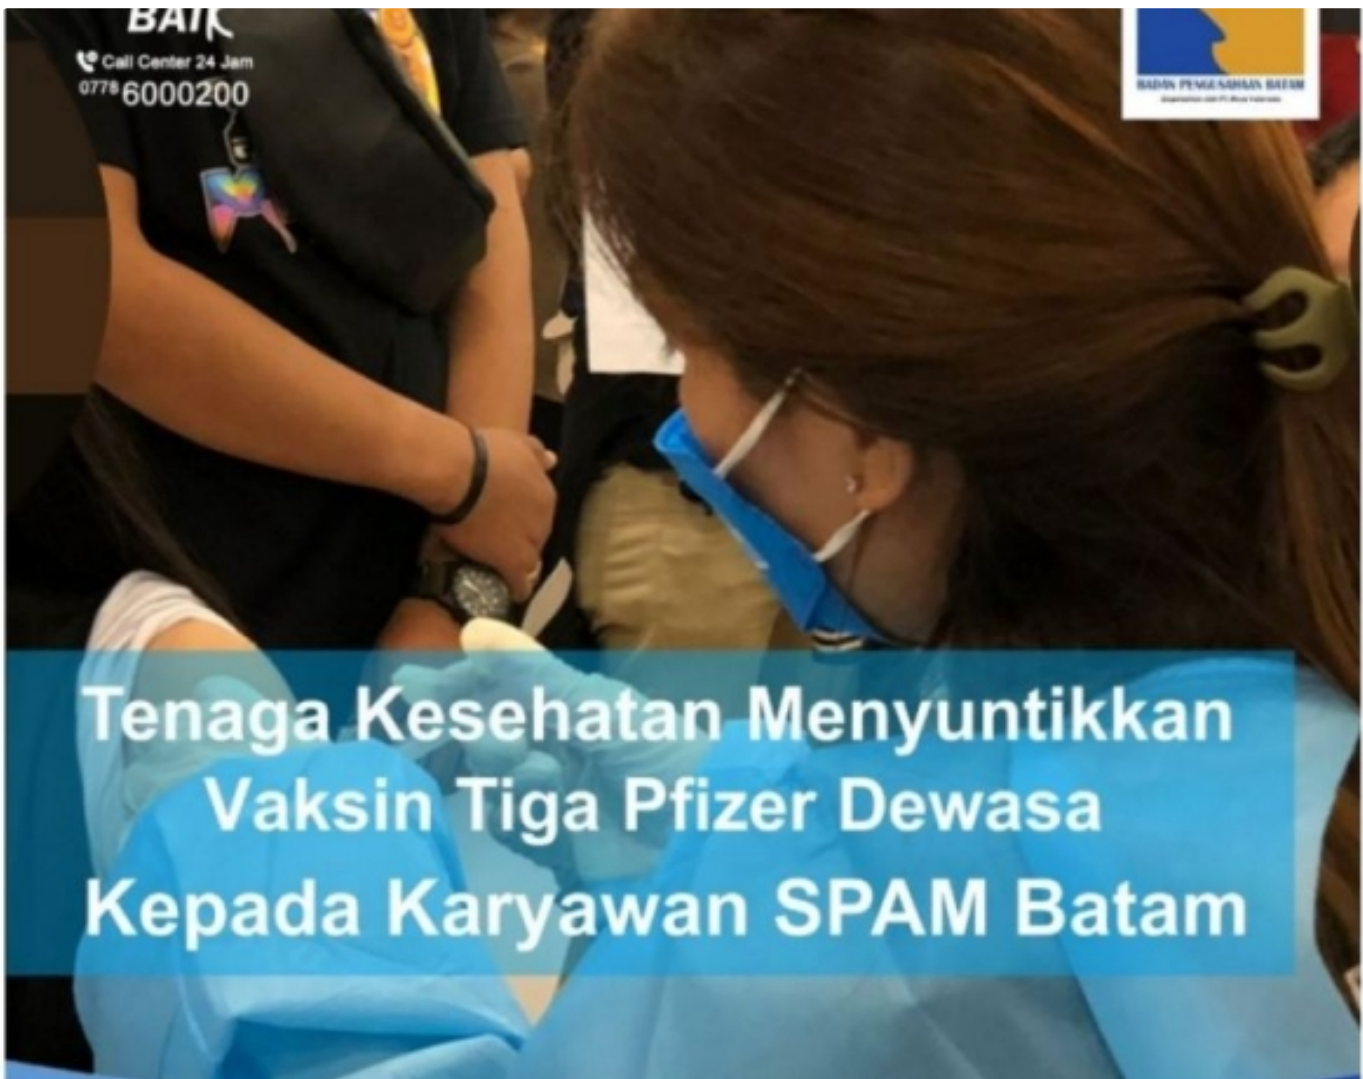 BAIK
Call Center 24 Jam
0778 6000200
BADAN PENGUSAHAAN BATAM
Tenaga Kesehatan Menyuntikkan
Vaksin Tiga Pfizer Dewasa
Kepada Karyawan SPAM Batam